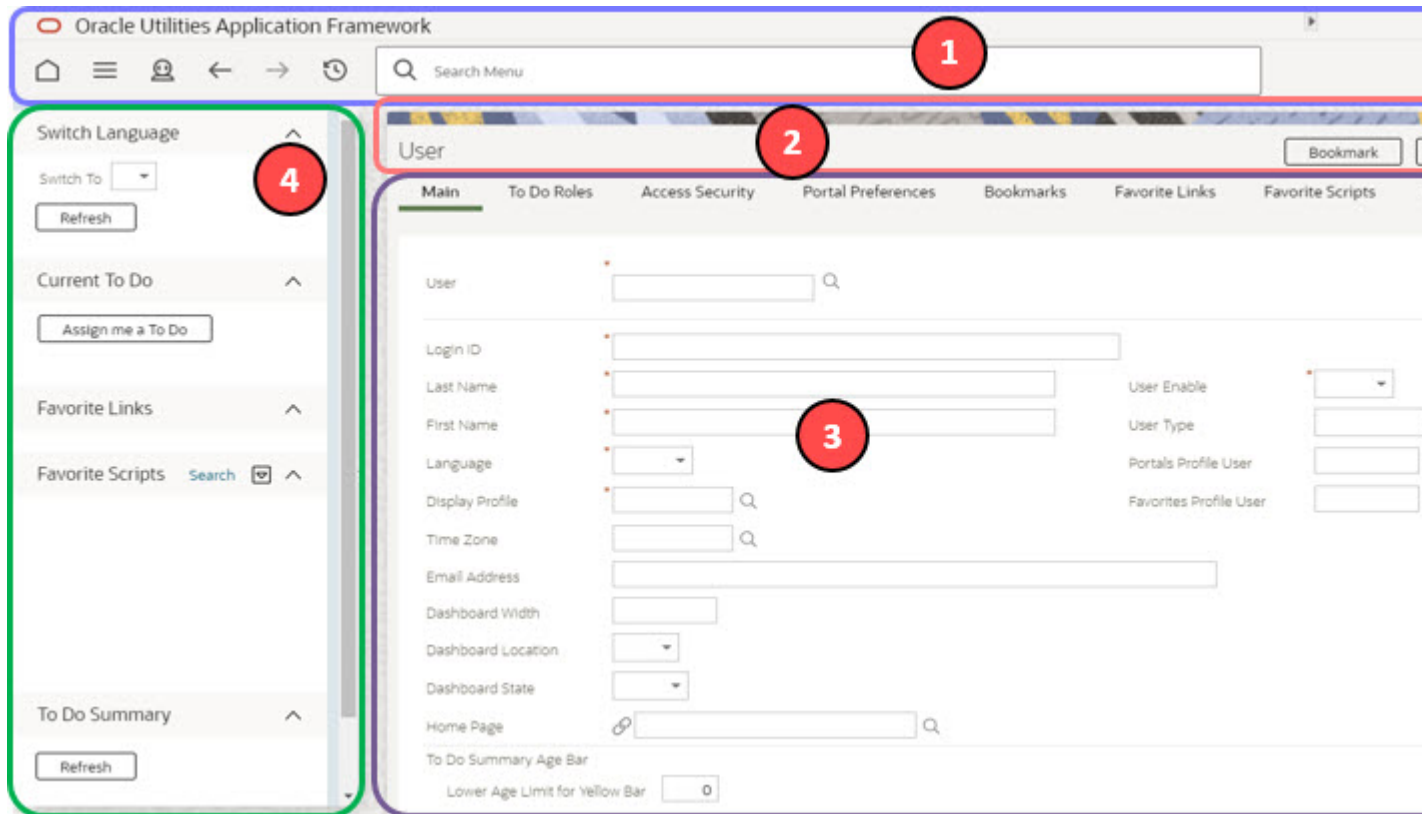 Oracle Utilities Application Framework
Search Menu
1
2
User
Bookmark
Switch Language
4
Switch To
Refresh
Current To Do
Assign me a To Do
Favorite Links
Favorite Scripts Search
To Do Summary
Refresh
Main To Do Roles Access Security Portal Preferences Bookmarks Favorite Links Favorite Scripts
User *
Login ID *
Last Name * User Enable *
First Name * 3 User Type
Language * Portals Profile User
Display Profile * Favorites Profile User
Time Zone
Email Address
Dashboard Width
Dashboard Location
Dashboard State
Home Page
To Do Summary Age Bar
Lower Age Limit for Yellow Bar 0